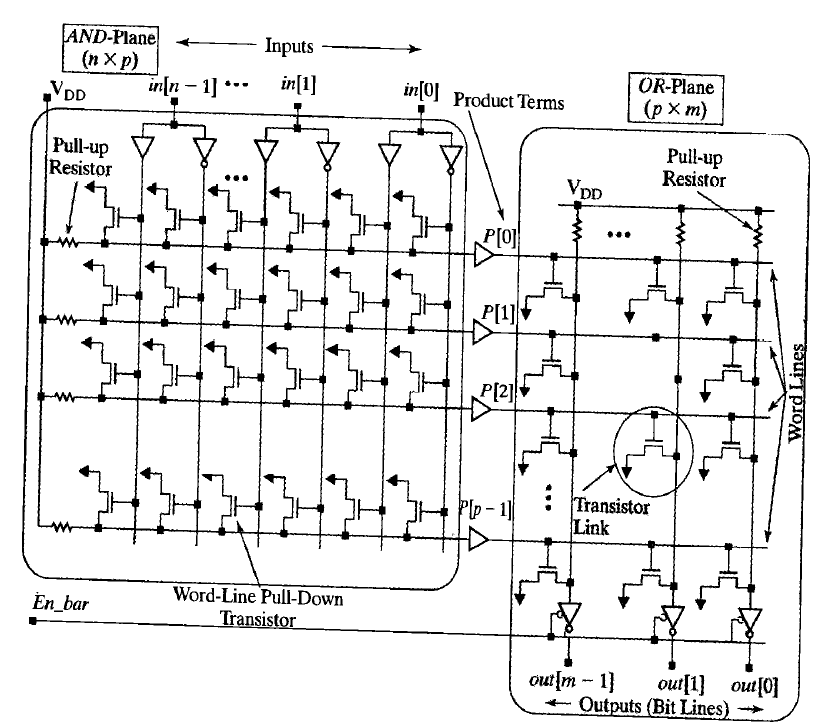 AND-Plane
(n × p)
Inputs
in[n − 1]
in[1]
in[0]
Product Terms
OR-Plane
(p × m)
V_DD
Pull-up
Resistor
Pull-up
Resistor
V_DD
P[0]
P[1]
P[2]
P[p − 1]
Word Lines
Transistor
Link
En_bar
Word-Line Pull-Down
Transistor
out[m − 1]
out[1]
out[0]
Outputs (Bit Lines)